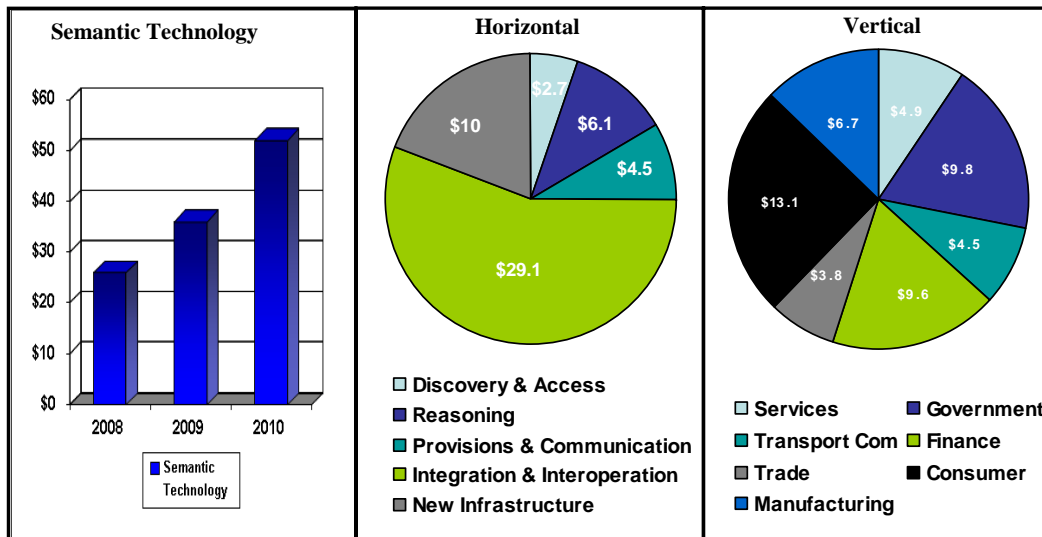 Semantic Technology
$60
$50
$40
$30
$20
$10
$0
2008 2009 2010
Semantic
Technology
Horizontal
$2.7
$6.1
$4.5
$29.1
$10
Discovery & Access
Reasoning
Provisions & Communication
Integration & Interoperation
New Infrastructure
Vertical
$4.9
$9.8
$4.5
$9.6
$3.8
$13.1
$6.7
Services Government
Transport Com Finance
Trade Consumer
Manufacturing